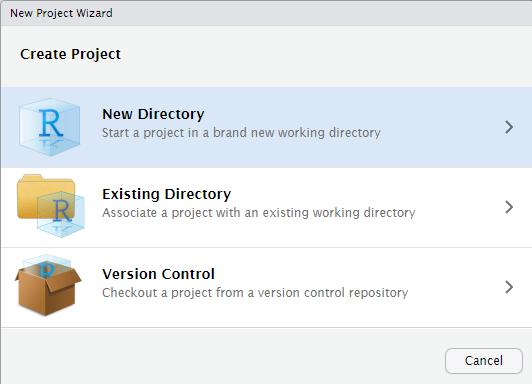 New Project Wizard
Create Project
R
New Directory
Start a project in a brand new working directory
R
Existing Directory
Associate a project with an existing working directory
R
Version Control
Checkout a project from a version control repository
Cancel